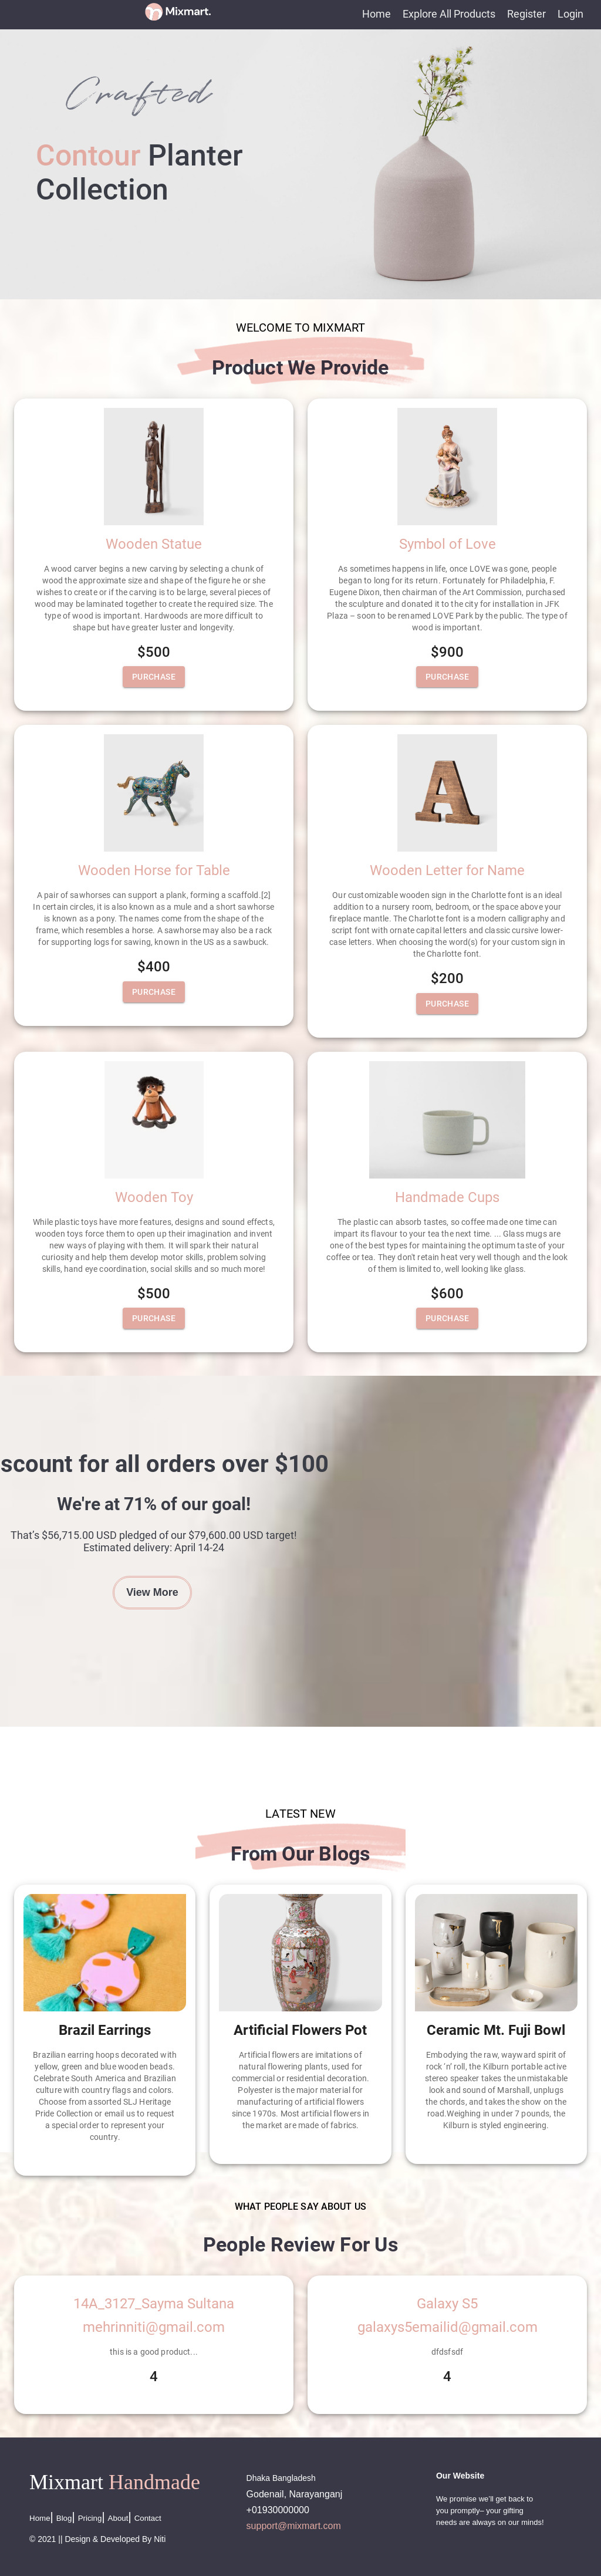 Mixmart.
Home Explore All Products Register Login
Crafted
Contour Planter
Collection
WELCOME TO MIXMART
Product We Provide
Wooden Statue
A wood carver begins a new carving by selecting a chunk of
wood the approximate size and shape of the figure he or she
wishes to create or if the carving is to be large, several pieces of
wood may be laminated together to create the required size. The
type of wood is important. Hardwoods are more difficult to
shape but have greater luster and longevity.
$500
PURCHASE
Symbol of Love
As sometimes happens in life, once LOVE was gone, people
began to long for its return. Fortunately for Philadelphia, F.
Eugene Dixon, then chairman of the Art Commission, purchased
the sculpture and donated it to the city for installation in JFK
Plaza – soon to be renamed LOVE Park by the public. The type of
wood is important.
$900
PURCHASE
Wooden Horse for Table
A pair of sawhorses can support a plank, forming a scaffold.[2]
In certain circles, it is also known as a mule and a short sawhorse
is known as a pony. The names come from the shape of the
frame, which resembles a horse. A sawhorse may also be a rack
for supporting logs for sawing, known in the US as a sawbuck.
$400
PURCHASE
Wooden Letter for Name
Our customizable wooden sign in the Charlotte font is an ideal
addition to a nursery room, bedroom, or the space above your
fireplace mantle. The Charlotte font is a modern calligraphy and
script font with ornate capital letters and classic cursive lower-
case letters. When choosing the word(s) for your custom sign in
the Charlotte font.
$200
PURCHASE
Wooden Toy
While plastic toys have more features, designs and sound effects,
wooden toys force them to open up their imagination and invent
new ways of playing with them. It will spark their natural
curiosity and help them develop motor skills, problem solving
skills, hand eye coordination, social skills and so much more!
$500
PURCHASE
Handmade Cups
The plastic can absorb tastes, so coffee made one time can
impart its flavour to your tea the next time. ... Glass mugs are
one of the best types for maintaining the optimum taste of your
coffee or tea. They don't retain heat very well though and the look
of them is limited to, well looking like glass.
$600
PURCHASE
scount for all orders over $100
We're at 71% of our goal!
That's $56,715.00 USD pledged of our $79,600.00 USD target!
Estimated delivery: April 14-24
View More
LATEST NEW
From Our Blogs
Brazil Earrings
Brazilian earring hoops decorated with
yellow, green and blue wooden beads.
Celebrate South America and Brazilian
culture with country flags and colors.
Choose from assorted SLJ Heritage
Pride Collection or email us to request
a special order to represent your
country.
Artificial Flowers Pot
Artificial flowers are imitations of
natural flowering plants, used for
commercial or residential decoration.
Polyester is the major material for
manufacturing of artificial flowers
since 1970s. Most artificial flowers in
the market are made of fabrics.
Ceramic Mt. Fuji Bowl
Embodying the raw, wayward spirit of
rock 'n' roll, the Kilburn portable active
stereo speaker takes the unmistakable
look and sound of Marshall, unplugs
the chords, and takes the show on the
road.Weighing in under 7 pounds, the
Kilburn is styled engineering.
WHAT PEOPLE SAY ABOUT US
People Review For Us
14A_3127_Sayma Sultana
mehrinniti@gmail.com
this is a good product...
4
Galaxy S5
galaxys5emailid@gmail.com
dfdsfsdf
4
Mixmart Handmade
Home| Blog| Pricing| About| Contact
© 2021 || Design & Developed By Niti
Dhaka Bangladesh
Godenail, Narayanganj
+01930000000
support@mixmart.com
Our Website
We promise we'll get back to
you promptly– your gifting
needs are always on our minds!